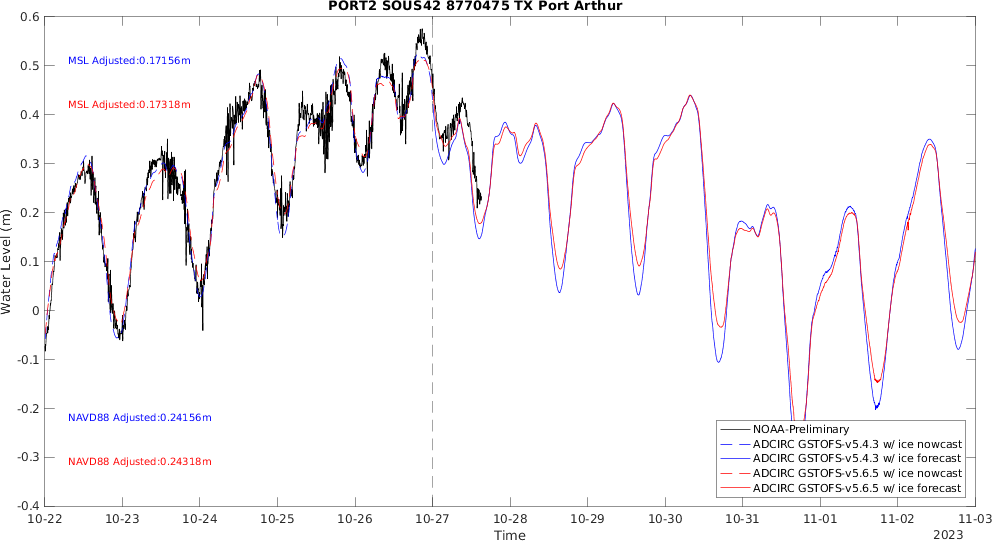 PORT2 SOUS42 8770475 TX Port Arthur
0.6
0.5
0.4
0.3
0.2
0.1
0
-0.1
-0.2
-0.3
-0.4
Water Level (m)
MSL Adjusted:0.17156m
MSL Adjusted:0.17318m
NAVD88 Adjusted:0.24156m
NAVD88 Adjusted:0.24318m
NOAA-Preliminary
ADCIRC GSTOFS-v5.4.3 w/ ice nowcast
ADCIRC GSTOFS-v5.4.3 w/ ice forecast
ADCIRC GSTOFS-v5.6.5 w/ ice nowcast
ADCIRC GSTOFS-v5.6.5 w/ ice forecast
10-22 10-23 10-24 10-25 10-26 10-27 10-28 10-29 10-30 10-31 11-01 11-02 11-03
Time
2023